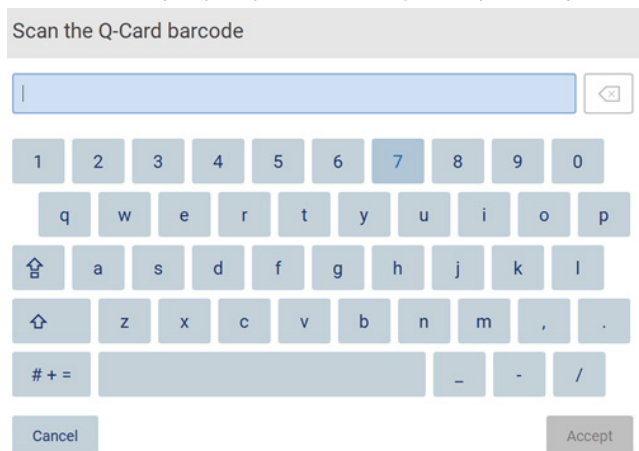 Scan the Q-Card barcode
1 2 3 4 5 6 7 8 9 0
q w e r t y u i o p
a s d f g h j k l
z x c v b n m , .
# + = _ - /
Cancel Accept